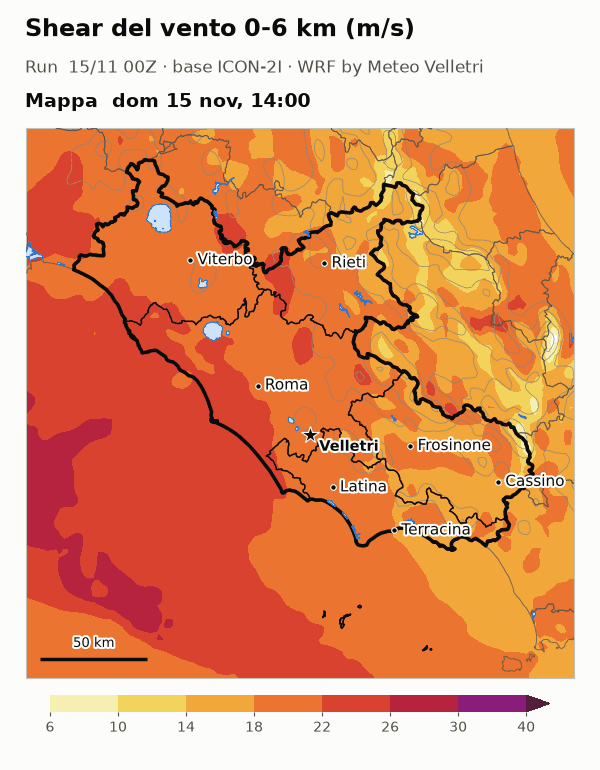 Shear del vento 0-6 km (m/s)
Run  15/11 00Z · base ICON-2I · WRF by Meteo Velletri
Mappa  dom 15 nov, 14:00
Viterbo
Rieti
Roma
Velletri
Frosinone
Cassino
Latina
Terracina
50 km
6 10 14 18 22 26 30 40